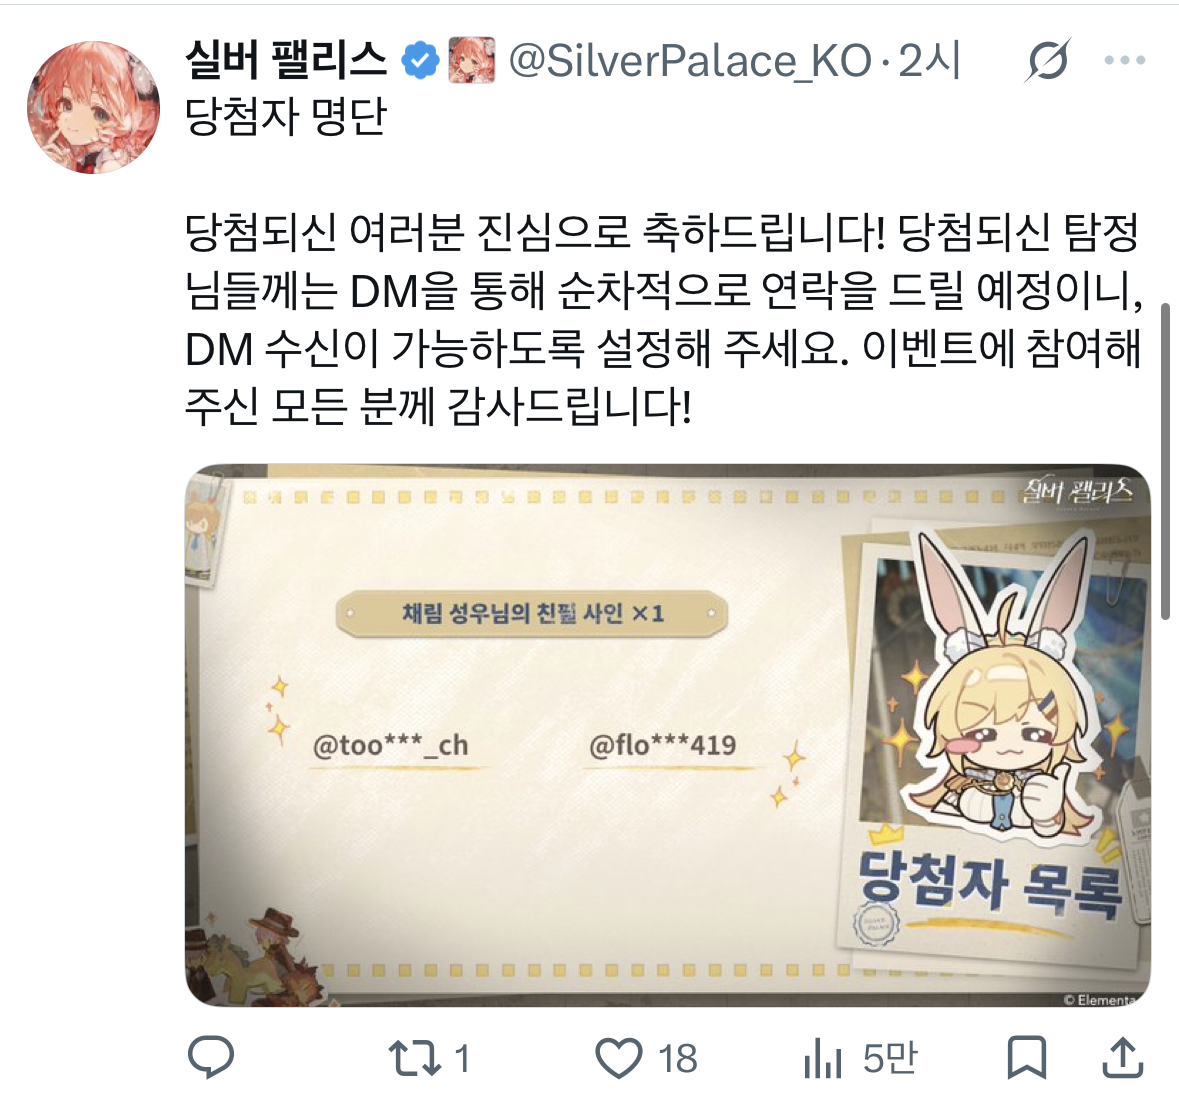 실버 팰리스 @SilverPalace_KO · 2시
당첨자 명단
당첨되신 여러분 진심으로 축하드립니다! 당첨되신 탐정
님들께는 DM을 통해 순차적으로 연락을 드릴 예정이니,
DM 수신이 가능하도록 설정해 주세요. 이벤트에 참여해
주신 모든 분께 감사드립니다!
실버 팰리스
채림 성우님의 친필 사인 ×1
@too***_ch
@flo***419
당첨자 목록
© Elementa
1
18
5만